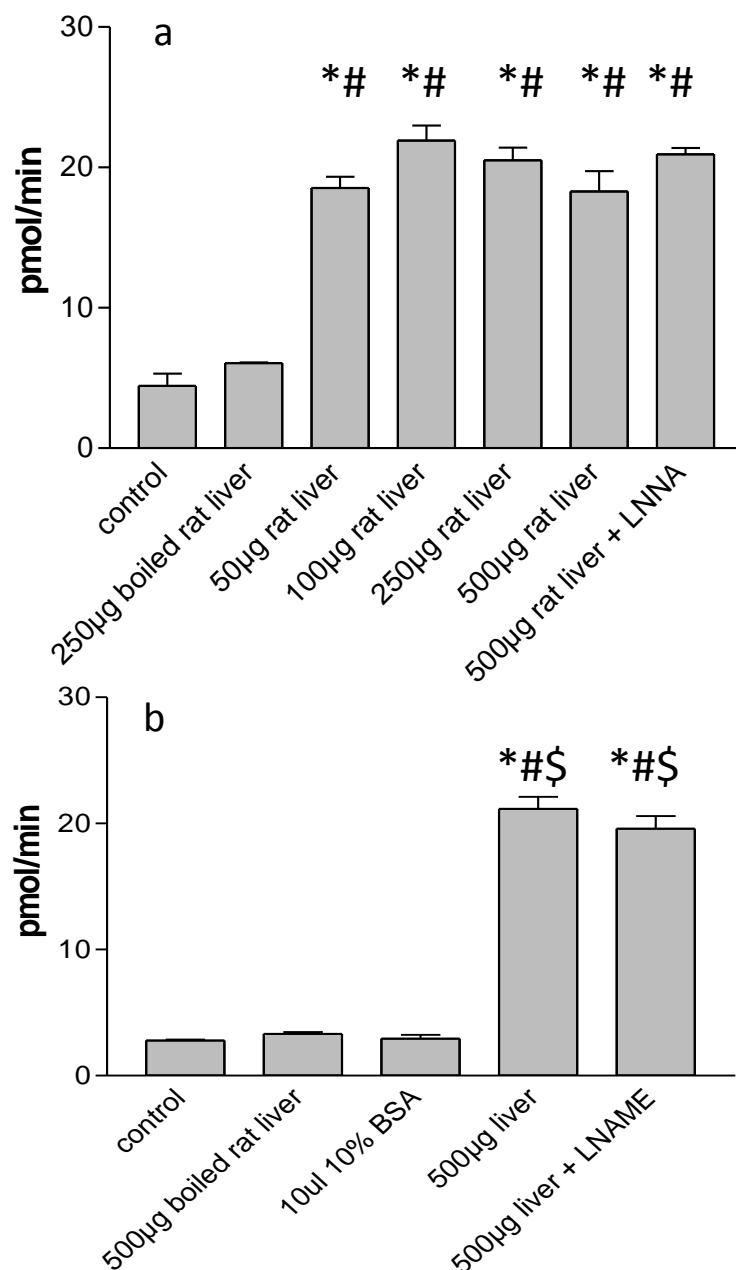 a
30
20
10
0
pmol/min
*# *# *# *# *#
control
250µg boiled rat liver
50µg rat liver
100µg rat liver
250µg rat liver
500µg rat liver
500µg rat liver + LNNA
b
30
20
10
0
pmol/min
*#$ *#$
control
500µg boiled rat liver
10ul 10% BSA
500µg liver
500µg liver + LNAME